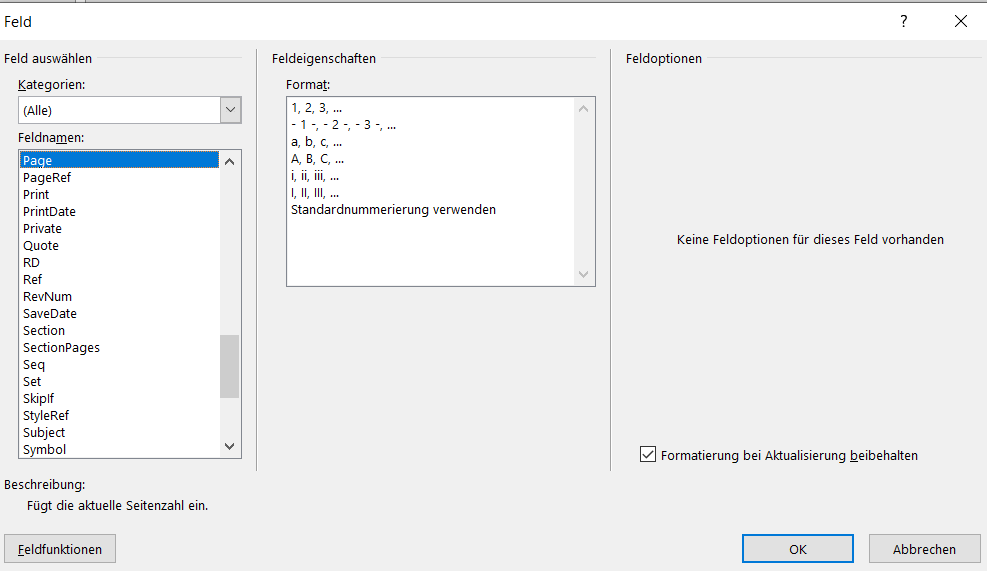 Feld
?
Feld auswählen
Kategorien:
(Alle)
Feldnamen:
Page
PageRef
Print
PrintDate
Private
Quote
RD
Ref
RevNum
SaveDate
Section
SectionPages
Seq
Set
SkipIf
StyleRef
Subject
Symbol
Feldeigenschaften
Format:
1, 2, 3, ...
- 1 -, - 2 -, - 3 -, ...
a, b, c, ...
A, B, C, ...
i, ii, iii, ...
I, II, III, ...
Standardnummerierung verwenden
Feldoptionen
Keine Feldoptionen für dieses Feld vorhanden
Formatierung bei Aktualisierung beibehalten
Beschreibung:
Fügt die aktuelle Seitenzahl ein.
Feldfunktionen
OK
Abbrechen